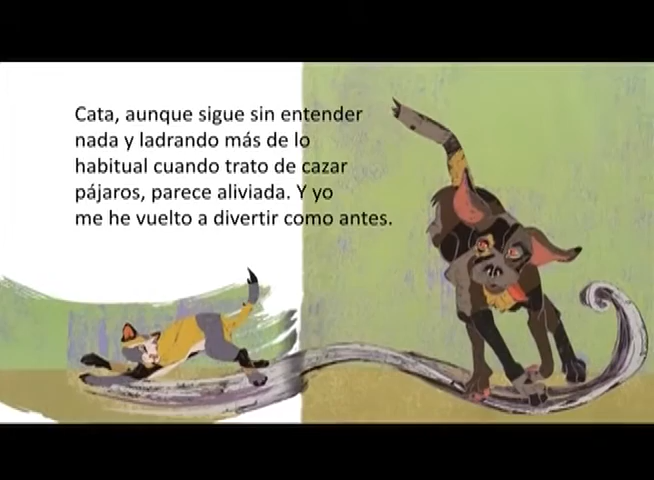 Cata, aunque sigue sin entender
nada y ladrando más de lo
habitual cuando trato de cazar
pájaros, parece aliviada. Y yo
me he vuelto a divertir como antes.